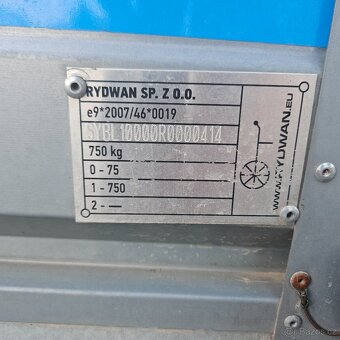 RYDWAN SP. Z O.O.
e9*2007/46*0019
SYBL10000R0000414
750 kg
0 - 75
1 - 750
2 - —
WWW.RYDWAN.EU